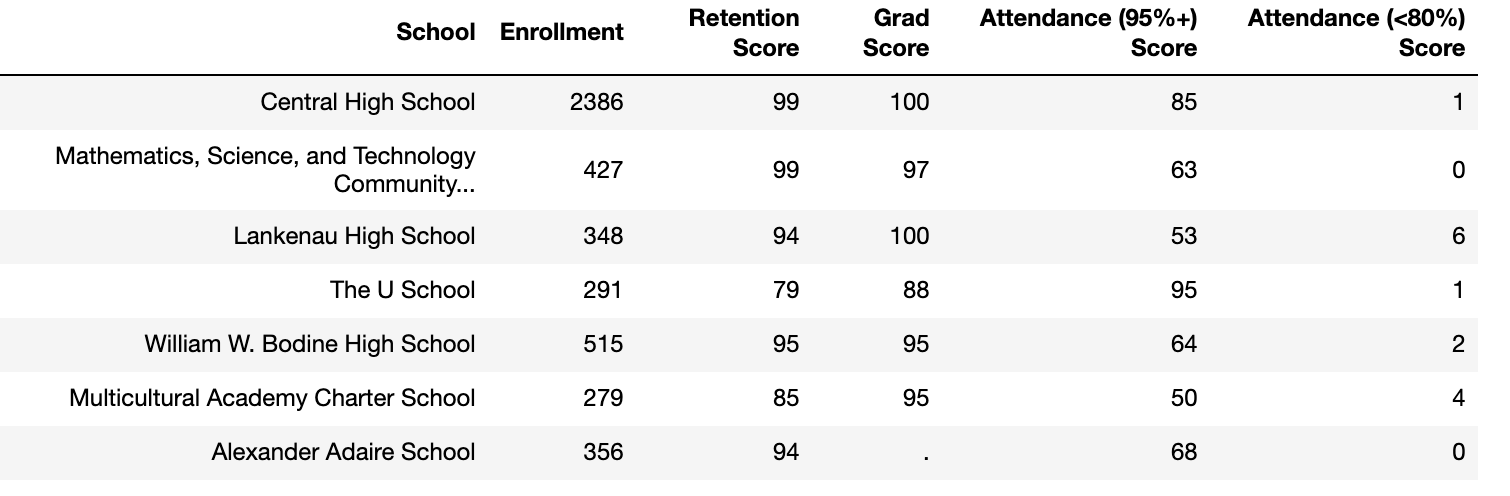 School Enrollment Retention Score Grad Score Attendance (95%+) Score Attendance (<80%) Score
Central High School 2386 99 100 85 1
Mathematics, Science, and Technology Community... 427 99 97 63 0
Lankenau High School 348 94 100 53 6
The U School 291 79 88 95 1
William W. Bodine High School 515 95 95 64 2
Multicultural Academy Charter School 279 85 95 50 4
Alexander Adaire School 356 94 . 68 0